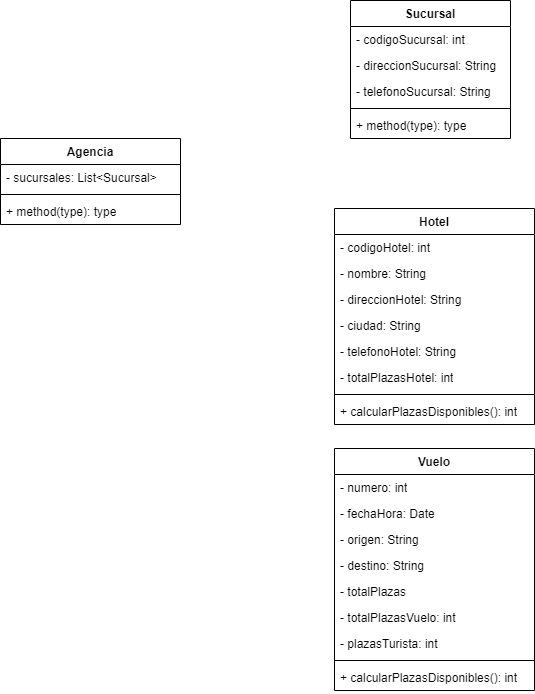 Sucursal
- codigoSucursal: int
- direccionSucursal: String
- telefonoSucursal: String
+ method(type): type
Agencia
- sucursales: List<Sucursal>
+ method(type): type
Hotel
- codigoHotel: int
- nombre: String
- direccionHotel: String
- ciudad: String
- telefonoHotel: String
- totalPlazasHotel: int
+ calcularPlazasDisponibles(): int
Vuelo
- numero: int
- fechaHora: Date
- origen: String
- destino: String
- totalPlazas
- totalPlazasVuelo: int
- plazasTurista: int
+ calcularPlazasDisponibles(): int